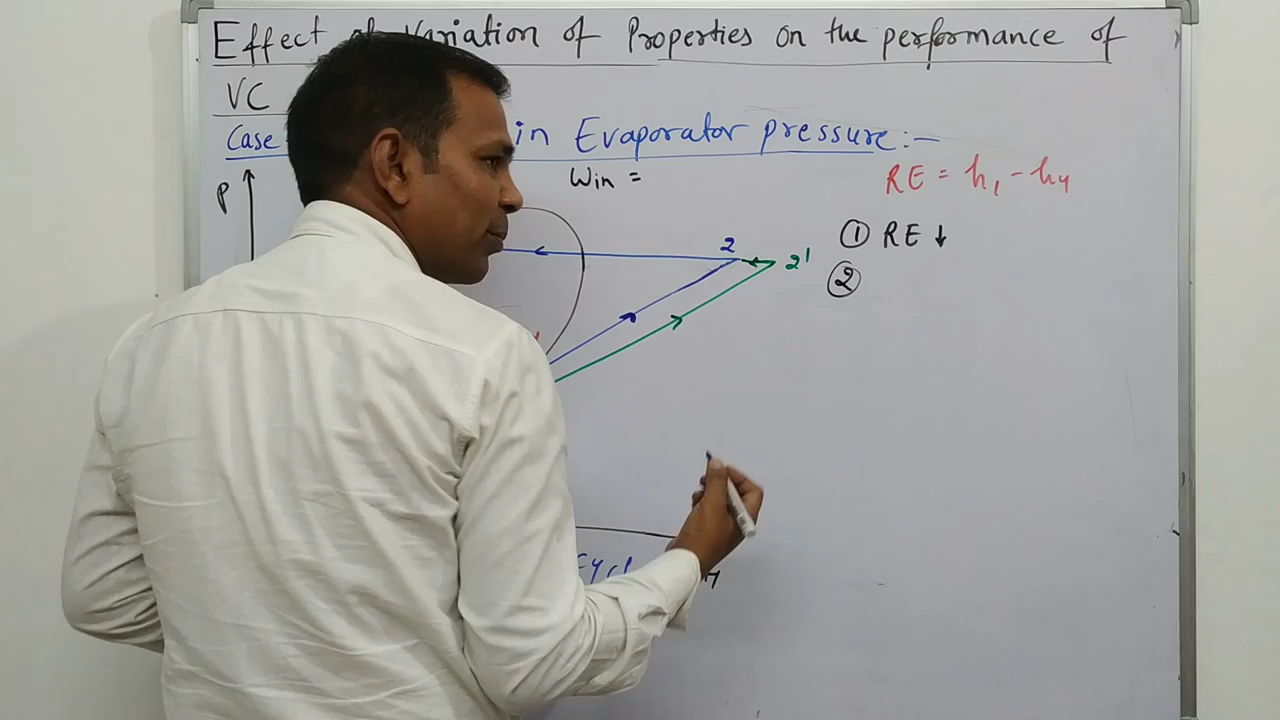 Effect of Variation of Properties on the performance of
VC
Case in Evaporator pressure :-
P
Win =
RE = h1 - h4
2
2'
① RE ↓
②